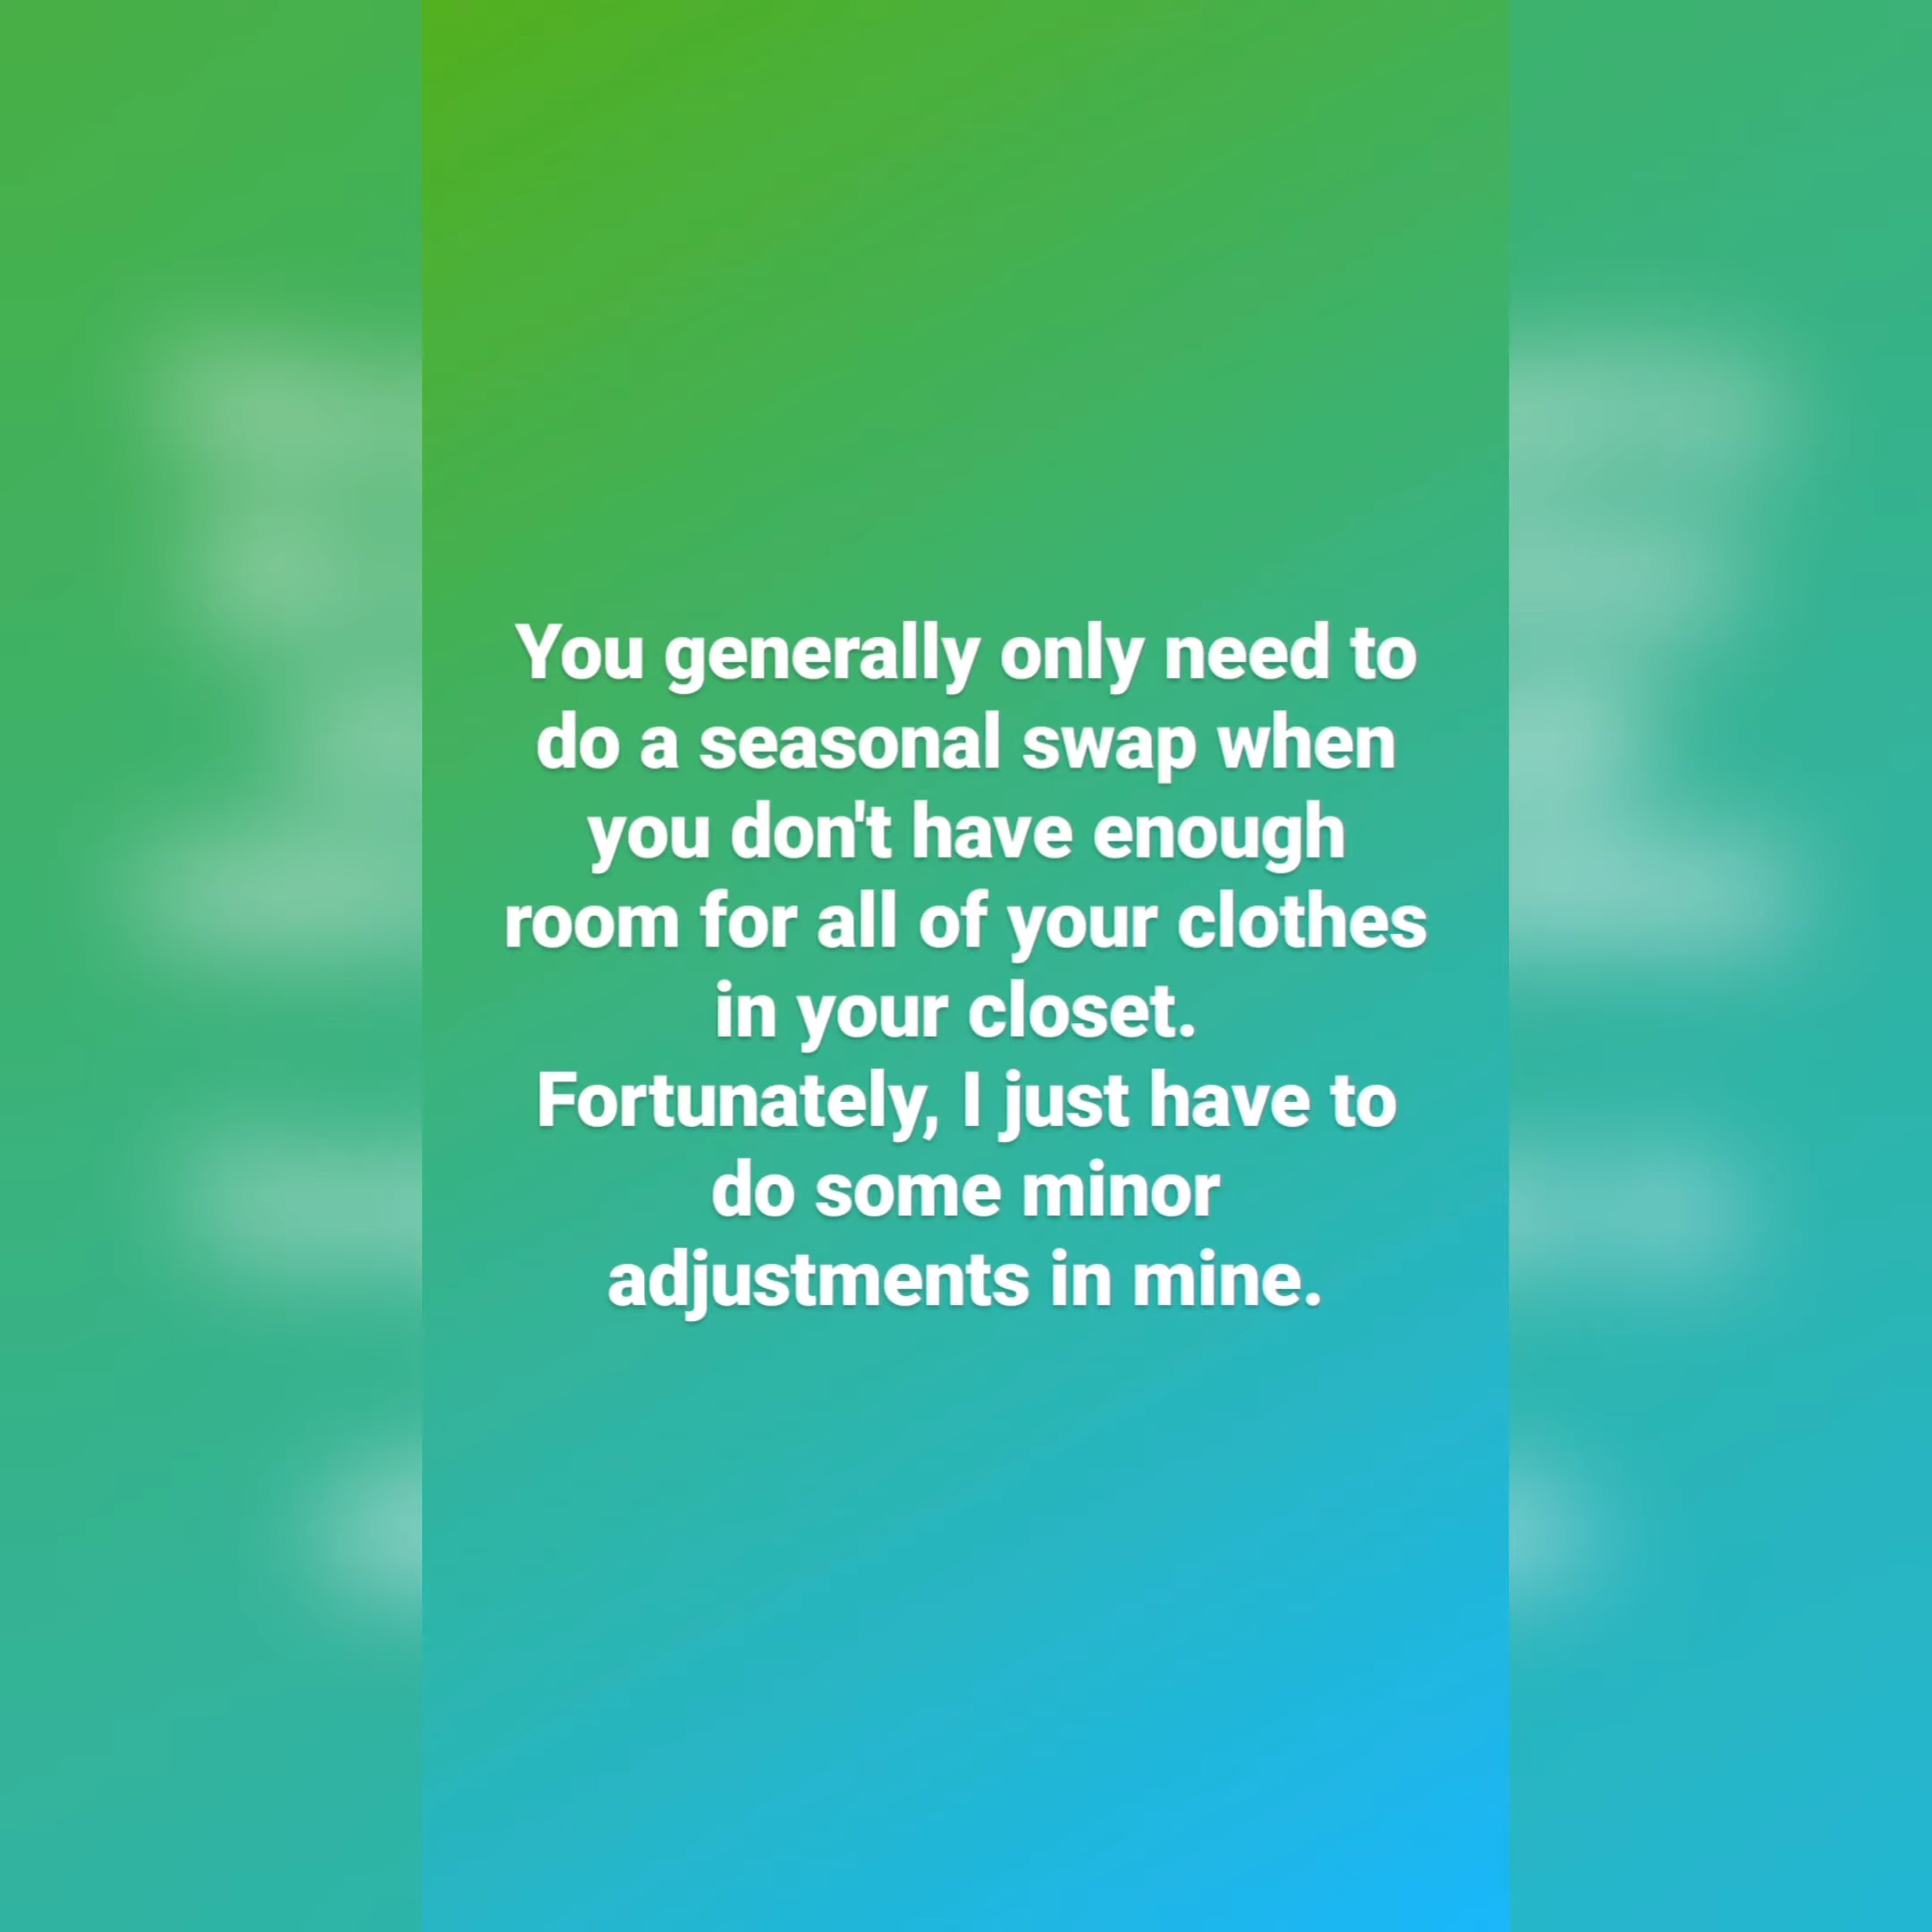 You generally only need to
do a seasonal swap when
you don't have enough
room for all of your clothes
in your closet.
Fortunately, I just have to
do some minor
adjustments in mine.